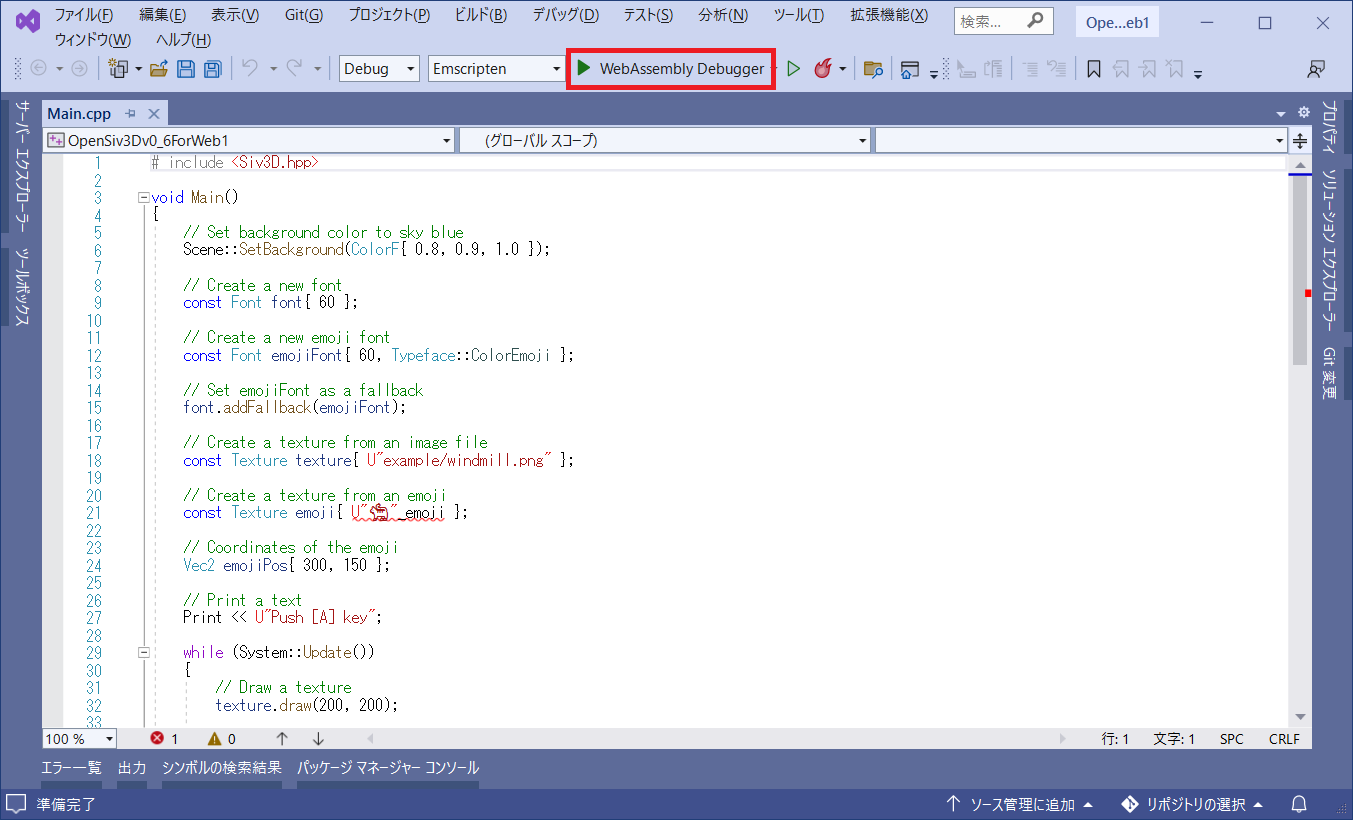 ファイル(F) 編集(E) 表示(V) Git(G) プロジェクト(P) ビルド(B) デバッグ(D) テスト(S) 分析(N) ツール(T) 拡張機能(X) 検索... Ope...eb1
ウィンドウ(W) ヘルプ(H)
Debug Emscripten WebAssembly Debugger
サーバー エクスプローラー
ツールボックス
Main.cpp
OpenSiv3Dv0_6ForWeb1 (グローバル スコープ)
1 # include <Siv3D.hpp>
2
3 void Main()
4 {
5 // Set background color to sky blue
6 Scene::SetBackground(ColorF{ 0.8, 0.9, 1.0 });
7
8 // Create a new font
9 const Font font{ 60 };
10
11 // Create a new emoji font
12 const Font emojiFont{ 60, Typeface::ColorEmoji };
13
14 // Set emojiFont as a fallback
15 font.addFallback(emojiFont);
16
17 // Create a texture from an image file
18 const Texture texture{ U"example/windmill.png" };
19
20 // Create a texture from an emoji
21 const Texture emoji{ U"🐈"_emoji };
22
23 // Coordinates of the emoji
24 Vec2 emojiPos{ 300, 150 };
25
26 // Print a text
27 Print << U"Push [A] key";
28
29 while (System::Update())
30 {
31 // Draw a texture
32 texture.draw(200, 200);
33
プロパティ
ソリューション エクスプローラー
Git 変更
100 % 1 0 行: 1 文字: 1 SPC CRLF
エラー一覧 出力 シンボルの検索結果 パッケージ マネージャー コンソール
準備完了 ソース管理に追加 リポジトリの選択